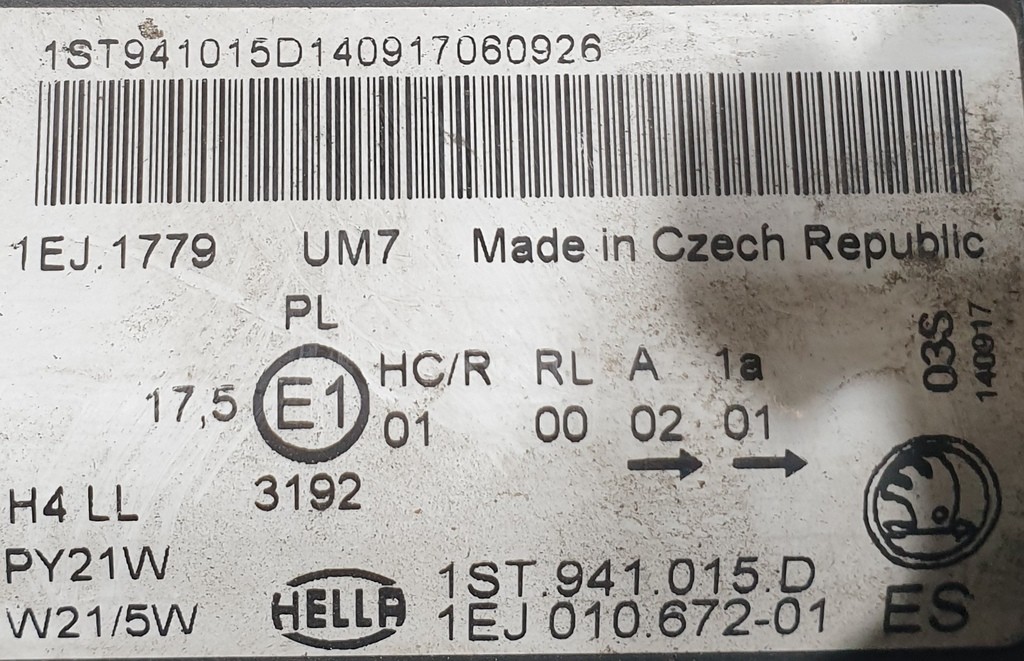 1ST941015D140917060926
1EJ.1779 UM7 Made in Czech Republic
PL
17,5 E1 HC/R RL A 1a
01 00 02 01
3192
03S
140917
H4 LL
PY21W
W21/5W
HELLA
1ST.941.015.D
1EJ 010.672-01
ES